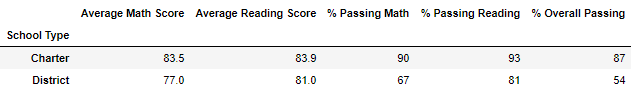 Average Math Score Average Reading Score % Passing Math % Passing Reading % Overall Passing
School Type
Charter 83.5 83.9 90 93 87
District 77.0 81.0 67 81 54